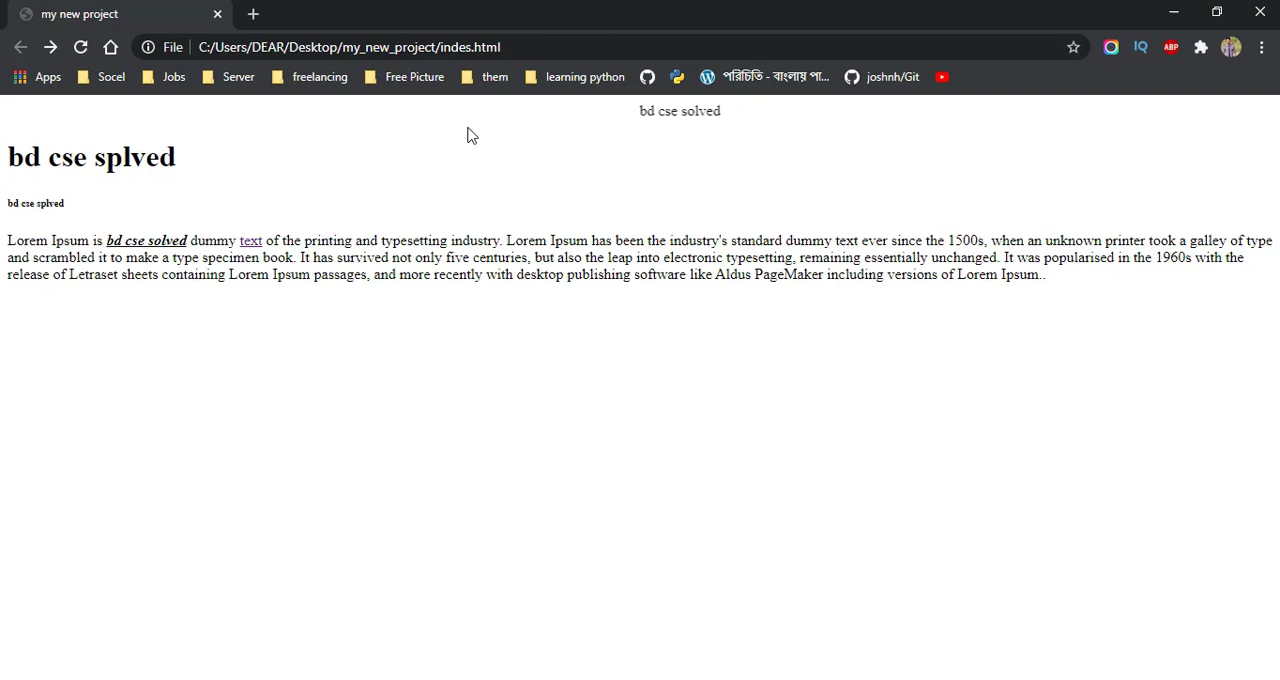 my new project
File C:/Users/DEAR/Desktop/my_new_project/indes.html
IQ ABP
Apps Socel Jobs Server freelancing Free Picture them learning python পরিচিতি - বাংলায় পা... joshnh/Git
bd cse solved
bd cse splved
bd cse splved
Lorem Ipsum is bd cse solved dummy text of the printing and typesetting industry. Lorem Ipsum has been the industry's standard dummy text ever since the 1500s, when an unknown printer took a galley of type
and scrambled it to make a type specimen book. It has survived not only five centuries, but also the leap into electronic typesetting, remaining essentially unchanged. It was popularised in the 1960s with the
release of Letraset sheets containing Lorem Ipsum passages, and more recently with desktop publishing software like Aldus PageMaker including versions of Lorem Ipsum..